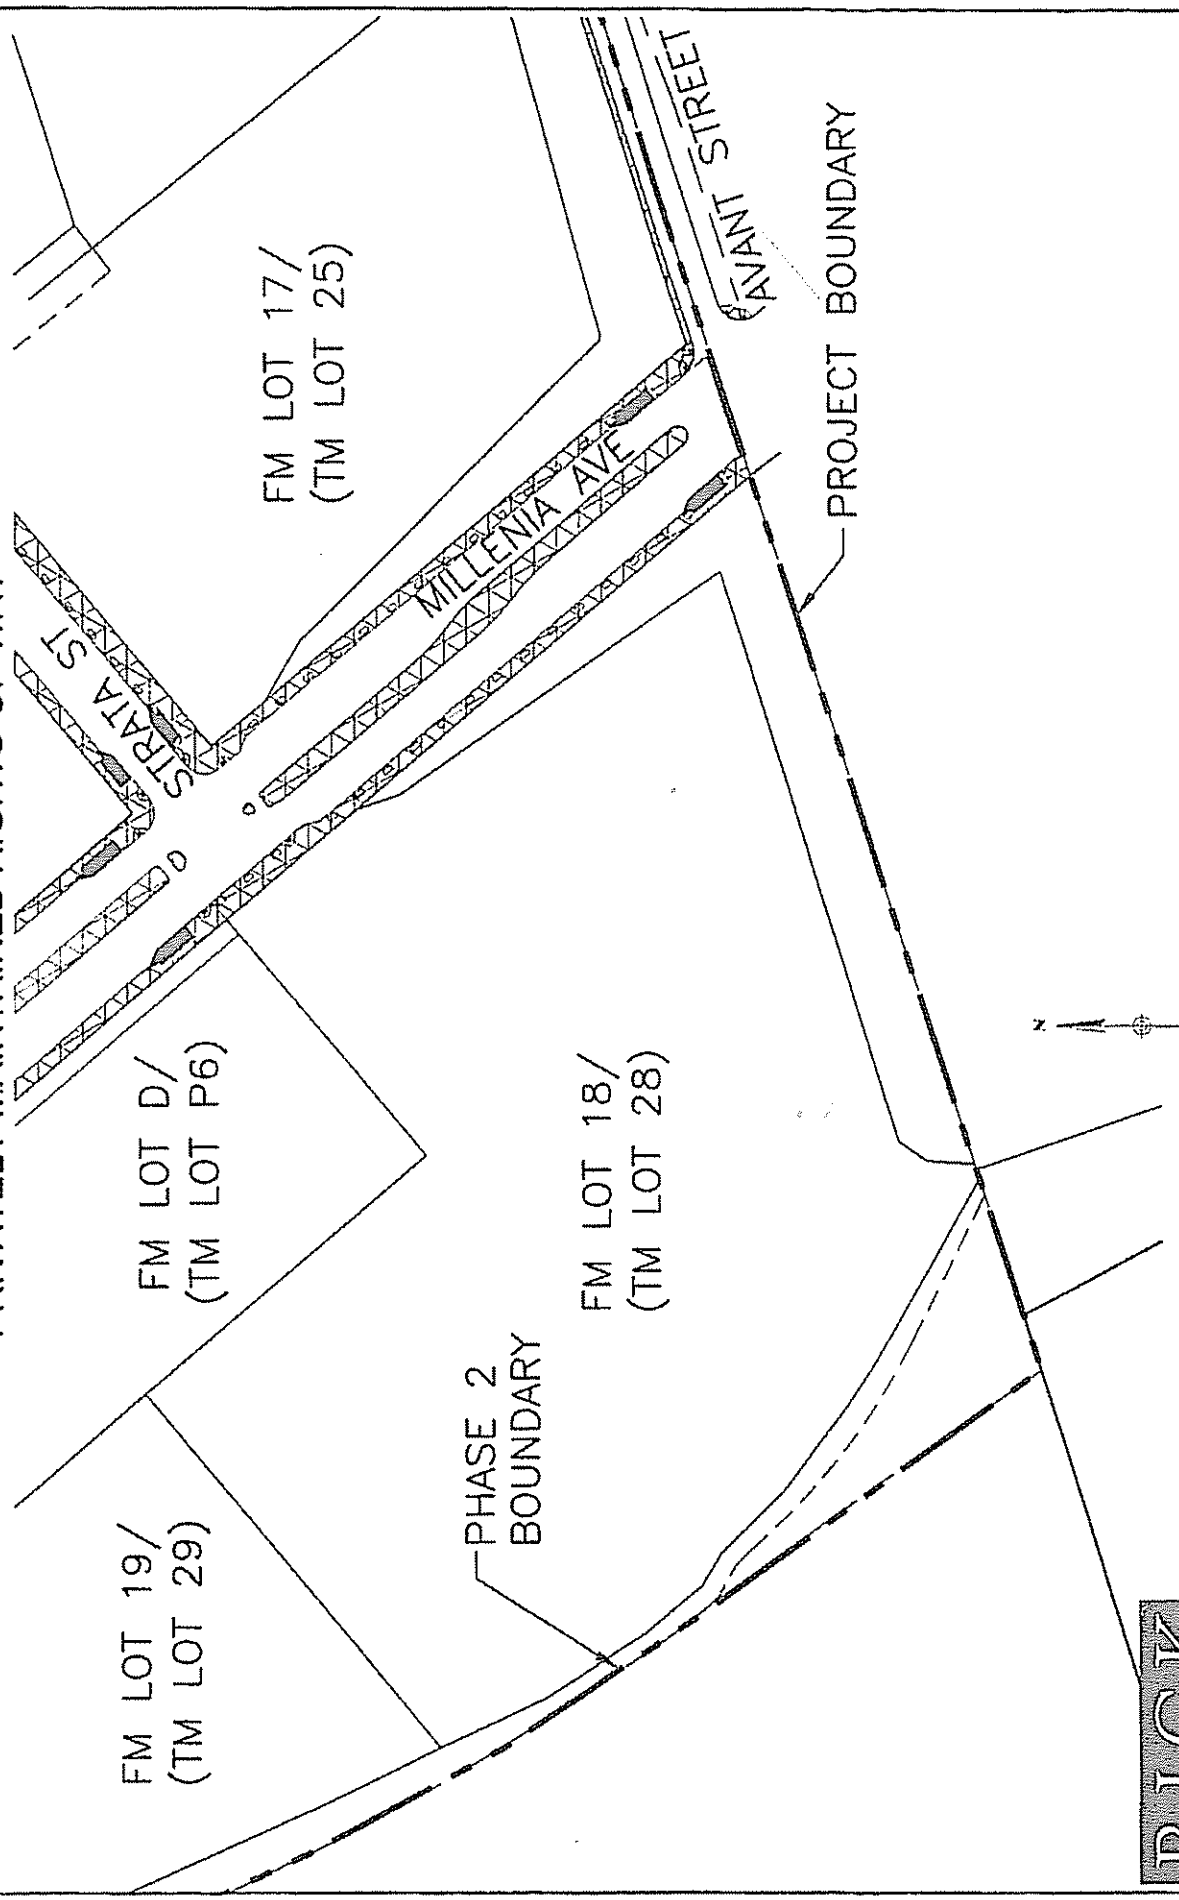 FM LOT 19/
(TM LOT 29)
FM LOT D/
(TM LOT P6)
STRATA ST
FM LOT 17/
(TM LOT 25)
MILLENIA AVE
PHASE 2
BOUNDARY
FM LOT 18/
(TM LOT 28)
AVANT STREET
PROJECT BOUNDARY